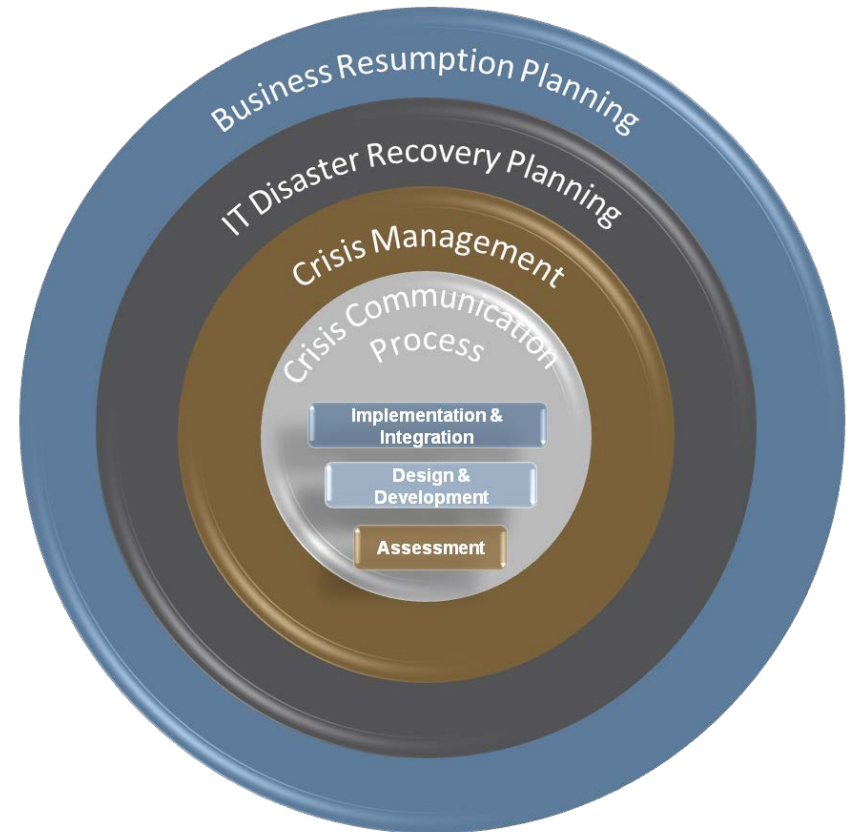 Business Resumption Planning
IT Disaster Recovery Planning
Crisis Management
Crisis Communication
Process
Implementation &
Integration
Design &
Development
Assessment